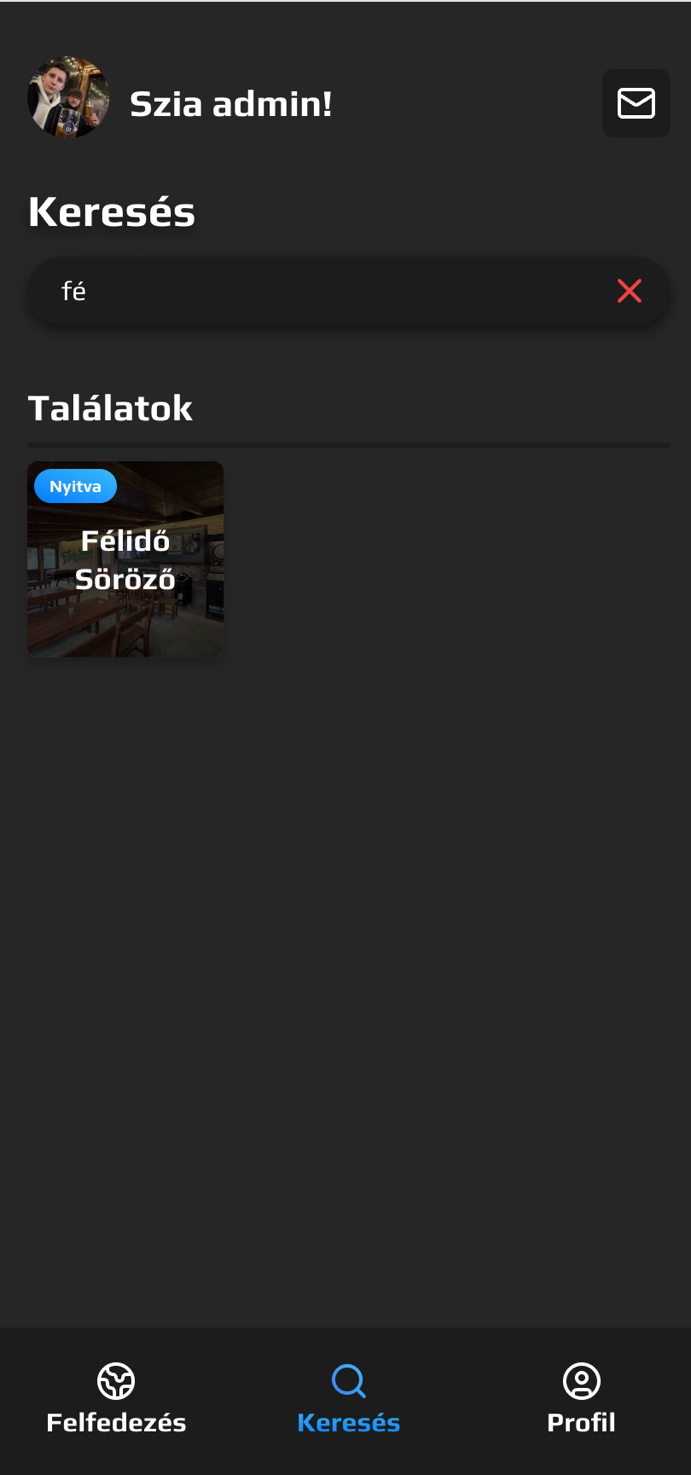 Szia admin!
Keresés
fé
Találatok
Nyitva
Félidő
Söröző
Felfedezés
Keresés
Profil